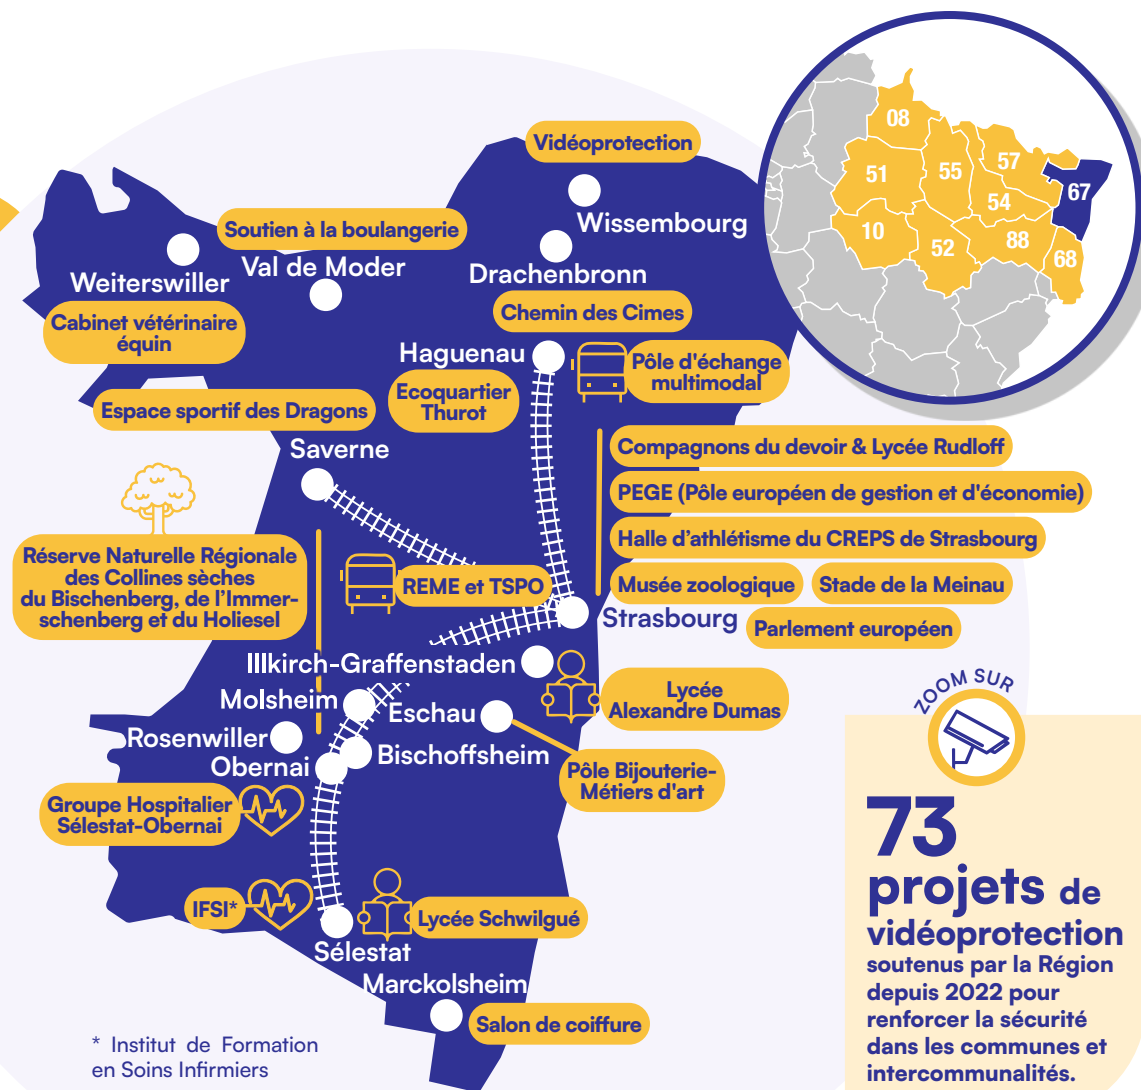 08
51
55
57
67
54
10
52
88
68
Vidéoprotection
Wissembourg
Soutien à la boulangerie
Val de Moder
Drachenbronn
Chemin des Cimes
Weiterswiller
Cabinet vétérinaire
équin
Haguenau
Pôle d'échange
multimodal
Ecoquartier
Thurot
Espace sportif des Dragons
Saverne
Compagnons du devoir & Lycée Rudloff
PEGE (Pôle européen de gestion et d'économie)
Halle d'athlétisme du CREPS de Strasbourg
Musée zoologique
Stade de la Meinau
Strasbourg
Parlement européen
Réserve Naturelle Régionale
des Collines sèches
du Bischenberg, de l'Immer-
schenberg et du Holiesel
REME et TSPO
Illkirch-Graffenstaden
Lycée
Alexandre Dumas
Molsheim
Eschau
Rosenwiller
Bischoffsheim
Obernai
Pôle Bijouterie-
Métiers d'art
Groupe Hospitalier
Sélestat-Obernai
IFSI*
Lycée Schwilgué
Sélestat
Marckolsheim
Salon de coiffure
* Institut de Formation
en Soins Infirmiers
ZOOM SUR
73
projets de
vidéoprotection
soutenus par la Région
depuis 2022 pour
renforcer la sécurité
dans les communes et
intercommunalités.